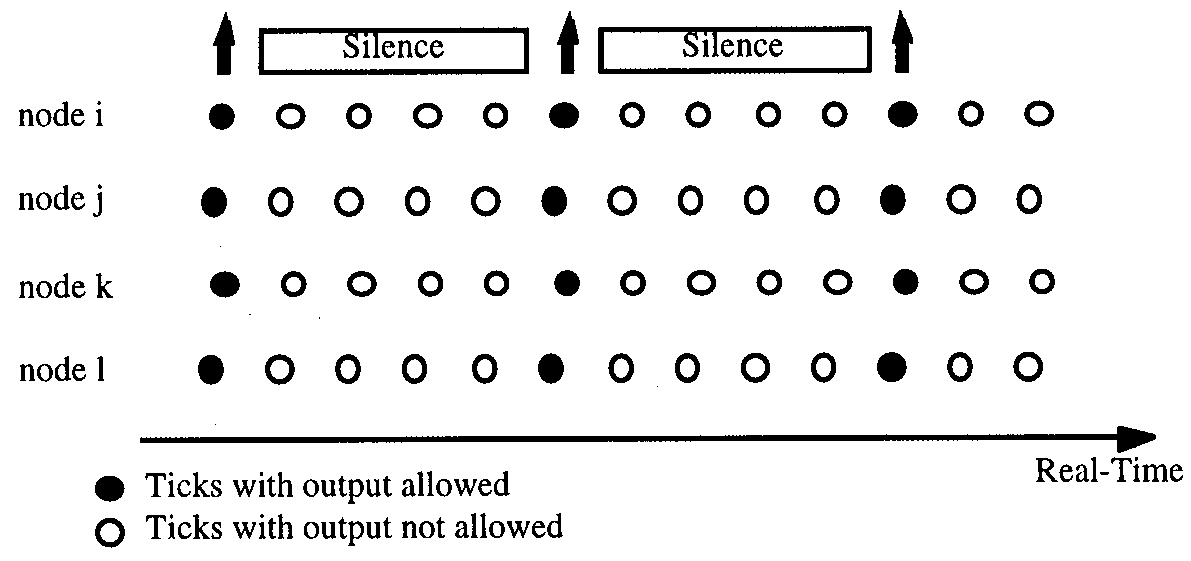 Silence Silence
node i
node j
node k
node l
Real-Time
Ticks with output allowed
Ticks with output not allowed